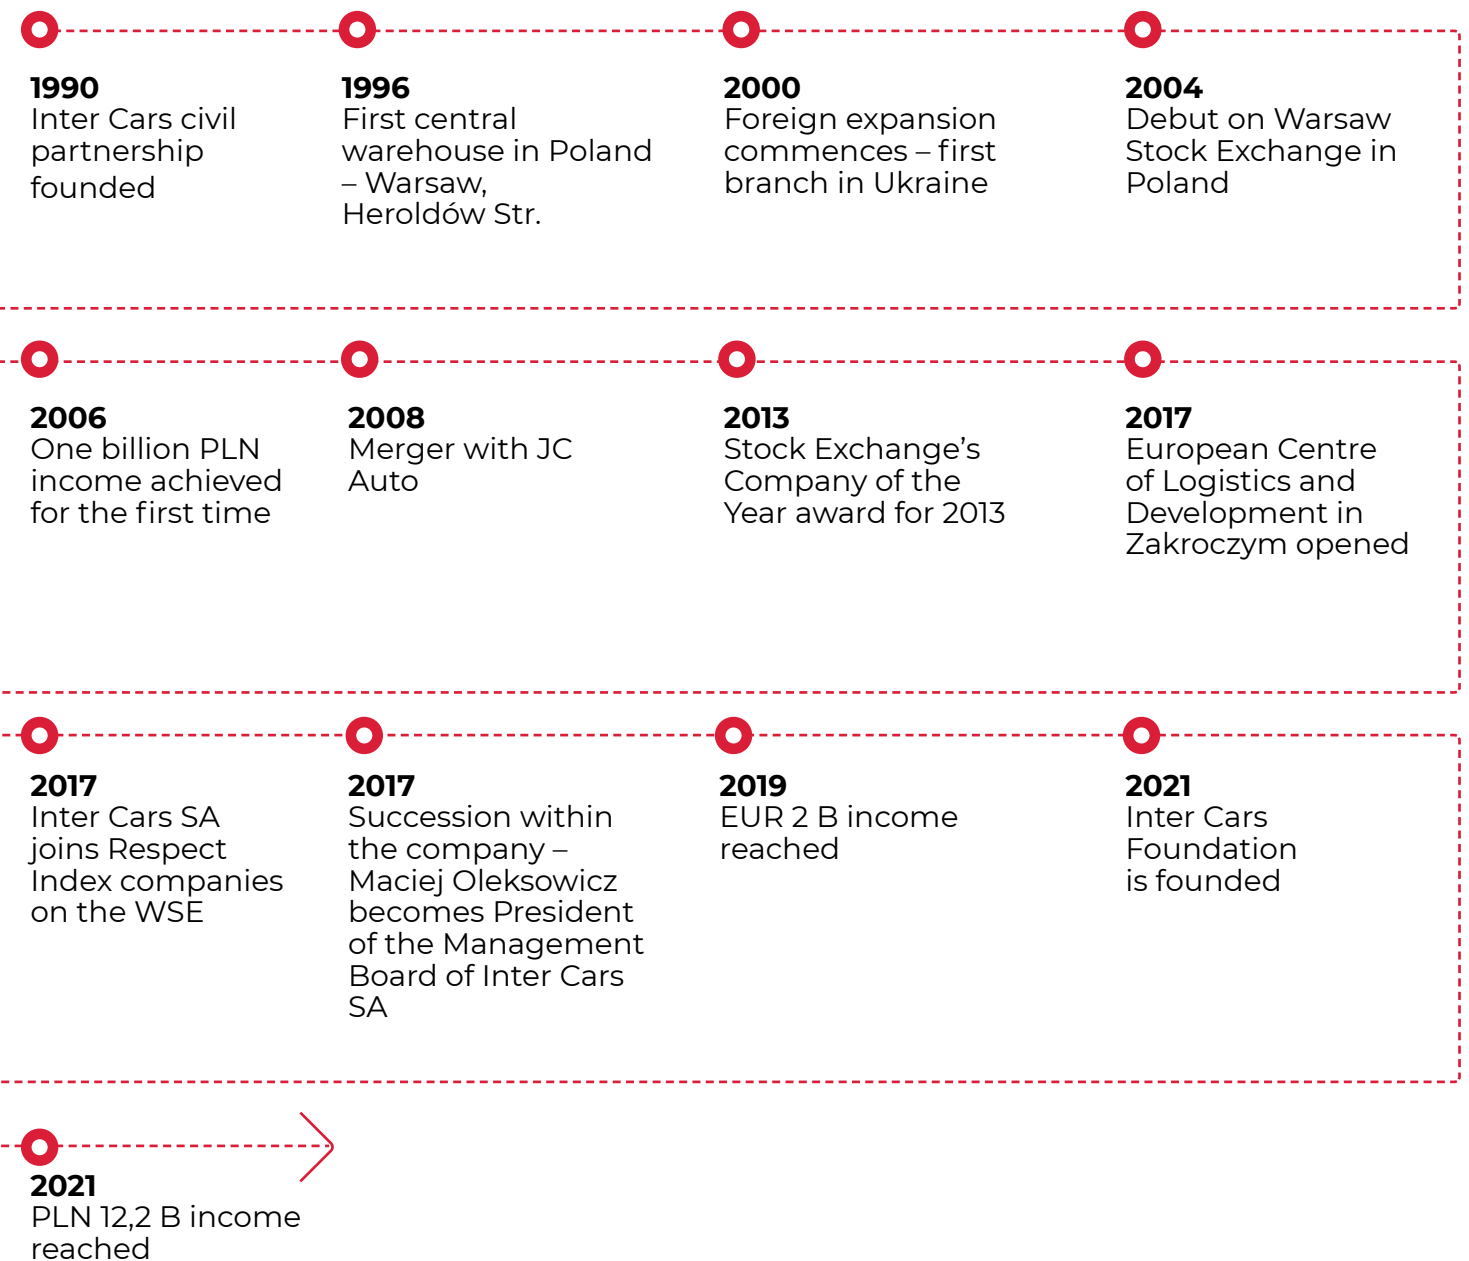 1990
Inter Cars civil
partnership
founded
1996
First central
warehouse in Poland
– Warsaw,
Heroldów Str.
2000
Foreign expansion
commences – first
branch in Ukraine
2004
Debut on Warsaw
Stock Exchange in
Poland
2006
One billion PLN
income achieved
for the first time
2008
Merger with JC
Auto
2013
Stock Exchange’s
Company of the
Year award for 2013
2017
European Centre
of Logistics and
Development in
Zakroczym opened
2017
Inter Cars SA
joins Respect
Index companies
on the WSE
2017
Succession within
the company –
Maciej Oleksowicz
becomes President
of the Management
Board of Inter Cars
SA
2019
EUR 2 B income
reached
2021
Inter Cars
Foundation
is founded
2021
PLN 12,2 B income
reached